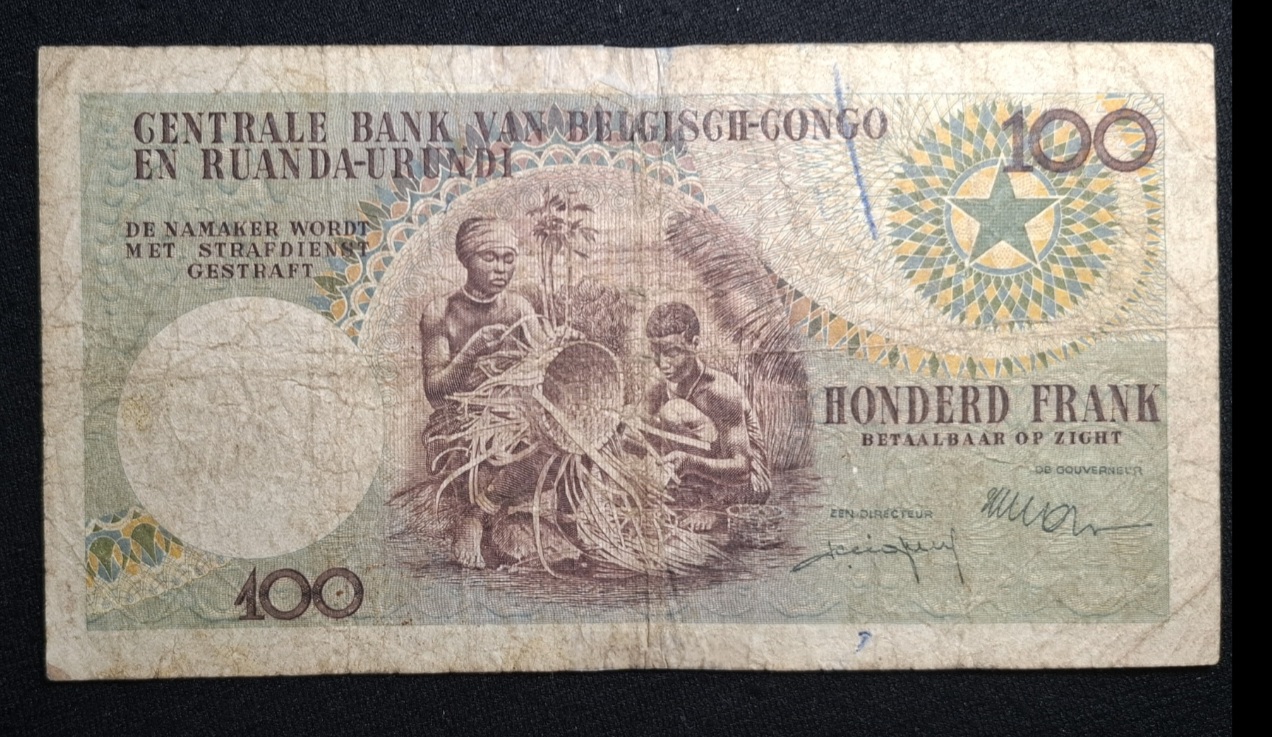 CENTRALE BANK VAN BELGISCH-CONGO
EN RUANDA-URUNDI
100
DE NAMAKER WORDT
MET STRAFDIENST
GESTRAFT
HONDERD FRANK
BETAALBAAR OP ZICHT
DE GOUVERNEUR
EEN DIRECTEUR
100